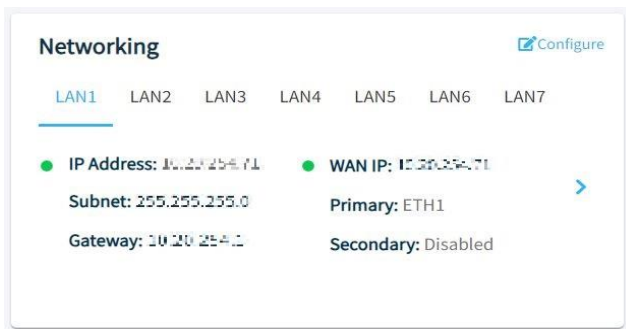 Networking
Configure
LAN1 LAN2 LAN3 LAN4 LAN5 LAN6 LAN7
IP Address:
WAN IP:
Subnet: 255.255.255.0
Primary: ETH1
Gateway:
Secondary: Disabled